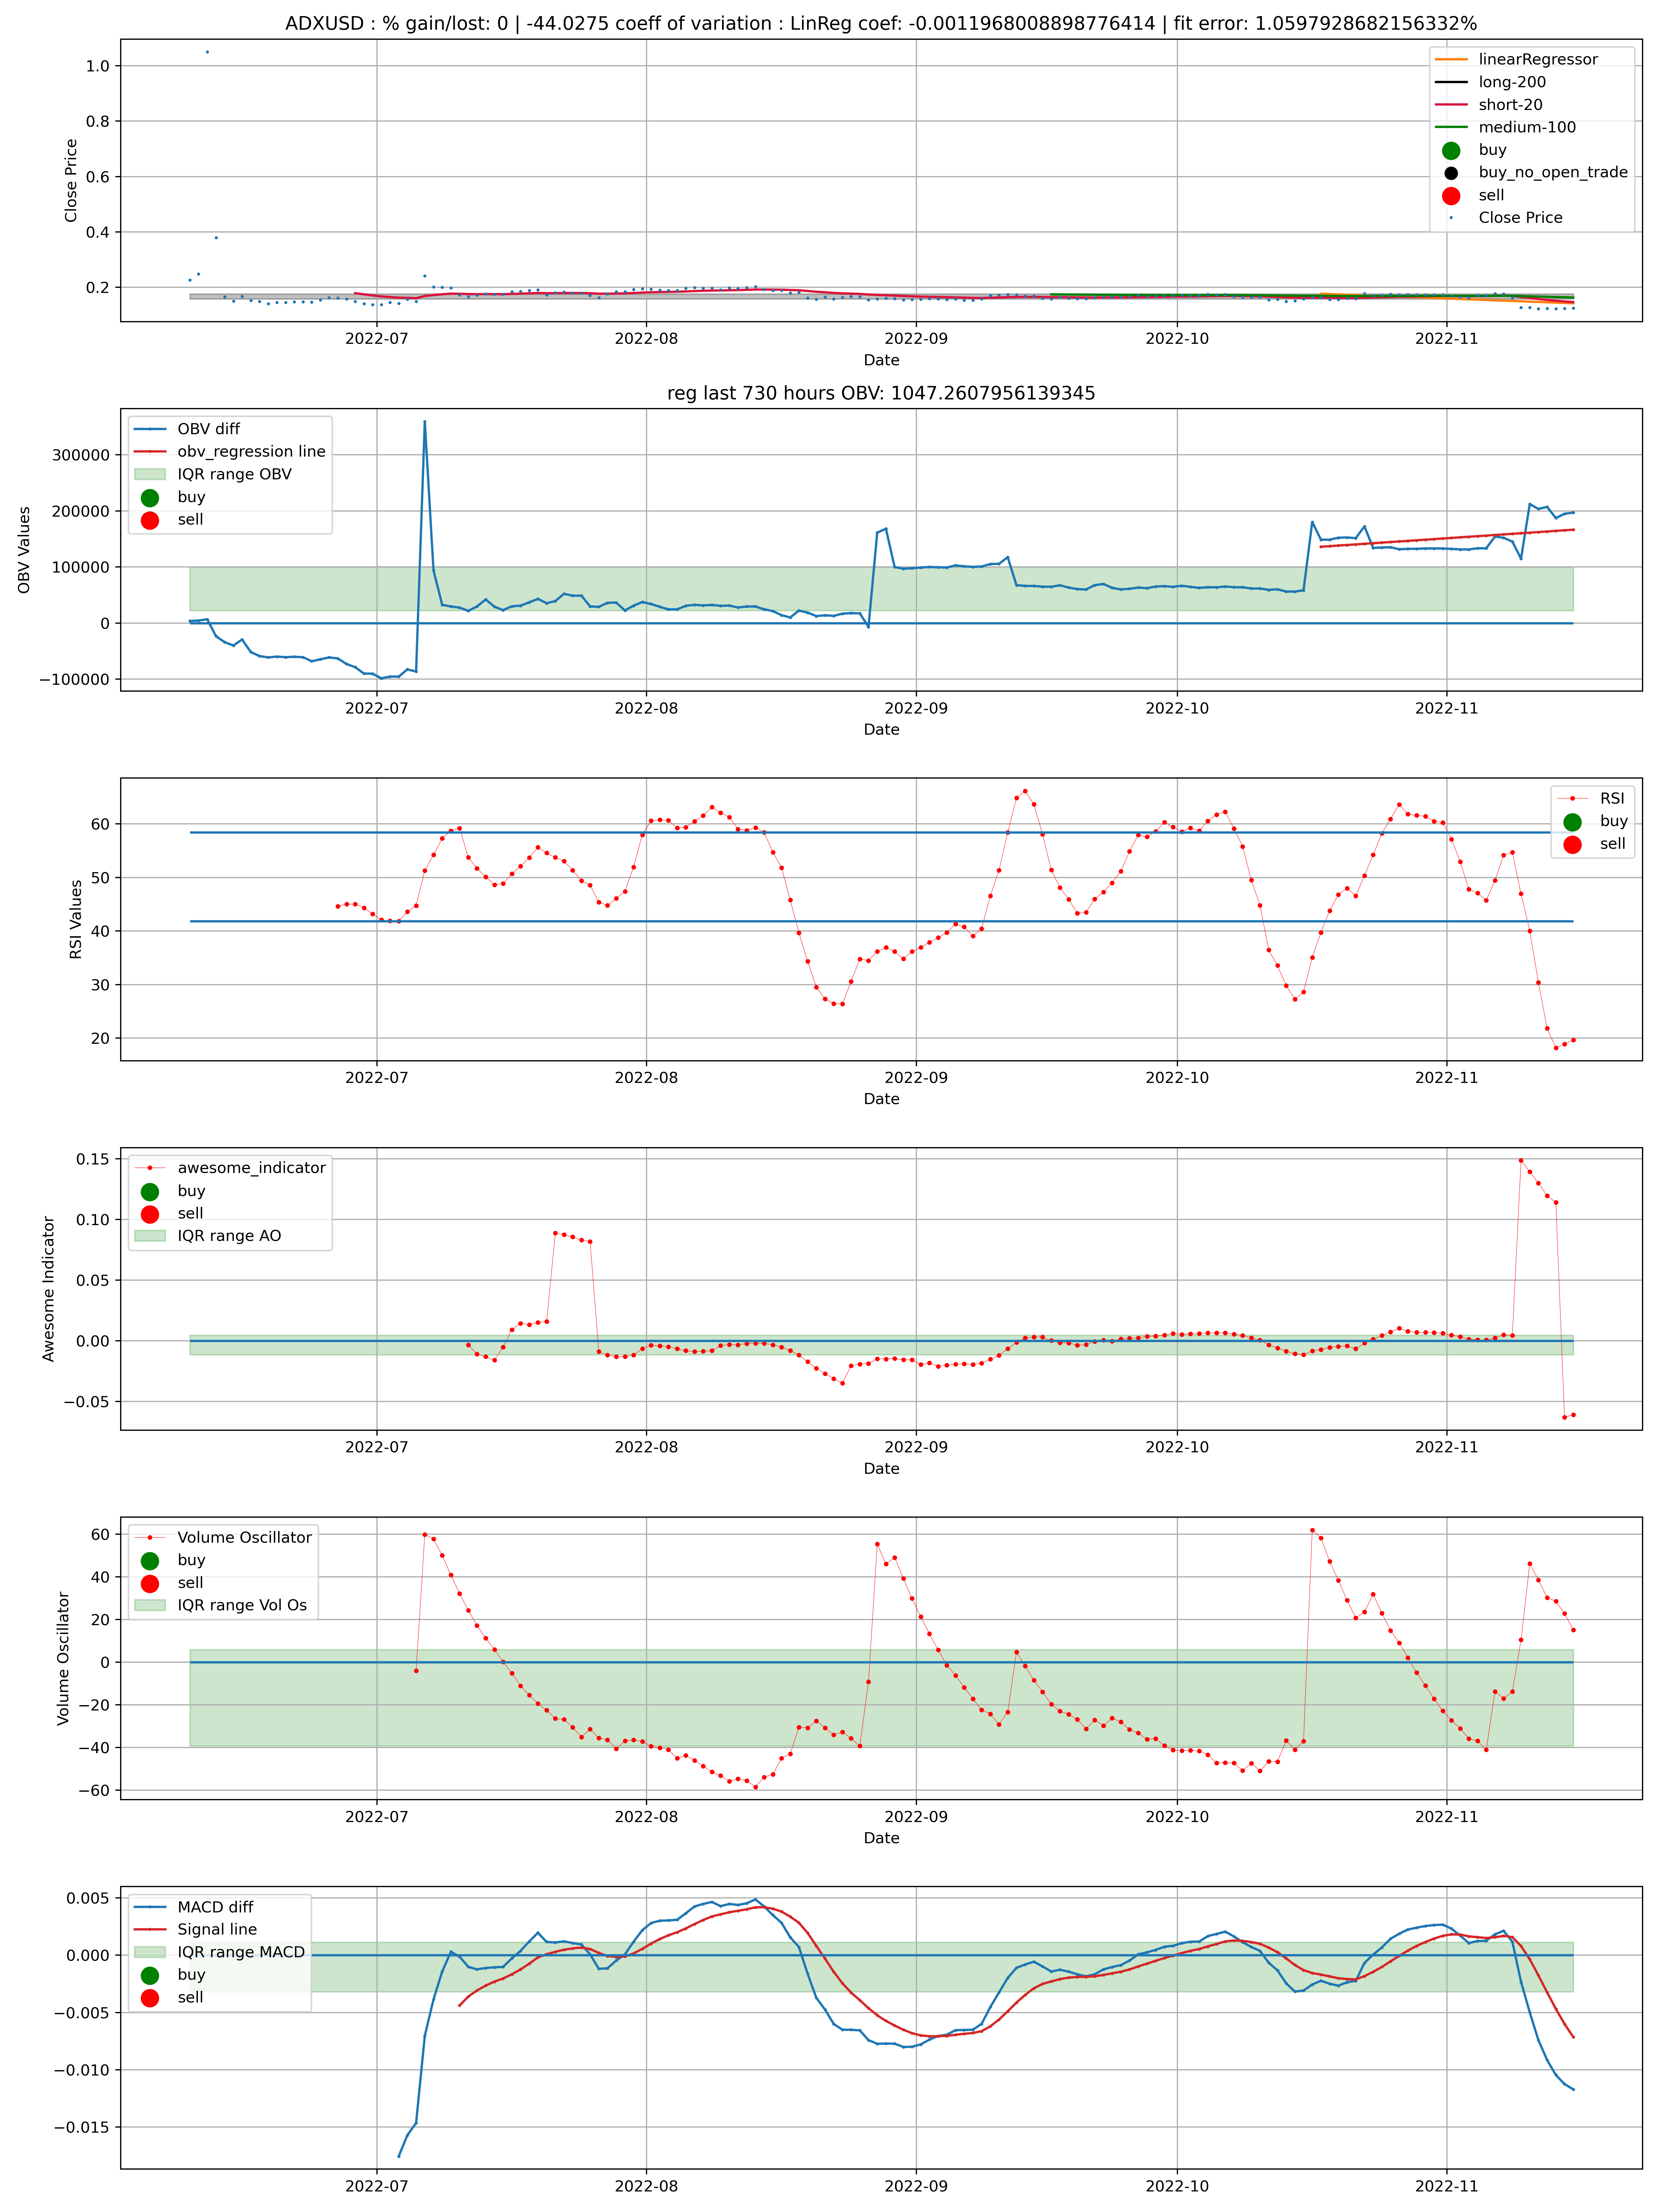 ADXUSD : % gain/lost: 0 | -44.0275 coeff of variation : LinReg coef: -0.0011968008898776414 | fit error: 1.0597928682156332%
1.0
0.8
0.6
0.4
0.2
Close Price
linearRegressor
long-200
short-20
medium-100
buy
buy_no_open_trade
sell
Close Price
2022-07
2022-08
2022-09
2022-10
2022-11
Date
reg last 730 hours OBV: 1047.2607956139345
300000
200000
100000
0
−100000
OBV Values
OBV diff
obv_regression line
IQR range OBV
buy
sell
2022-07
2022-08
2022-09
2022-10
2022-11
Date
60
50
40
30
20
RSI Values
RSI
buy
sell
2022-07
2022-08
2022-09
2022-10
2022-11
Date
0.15
0.10
0.05
0.00
−0.05
Awesome Indicator
awesome_indicator
buy
sell
IQR range AO
2022-07
2022-08
2022-09
2022-10
2022-11
Date
60
40
20
0
−20
−40
−60
Volume Oscillator
Volume Oscillator
buy
sell
IQR range Vol Os
2022-07
2022-08
2022-09
2022-10
2022-11
Date
0.005
0.000
−0.005
−0.010
−0.015
MACD diff
Signal line
IQR range MACD
buy
sell
2022-07
2022-08
2022-09
2022-10
2022-11